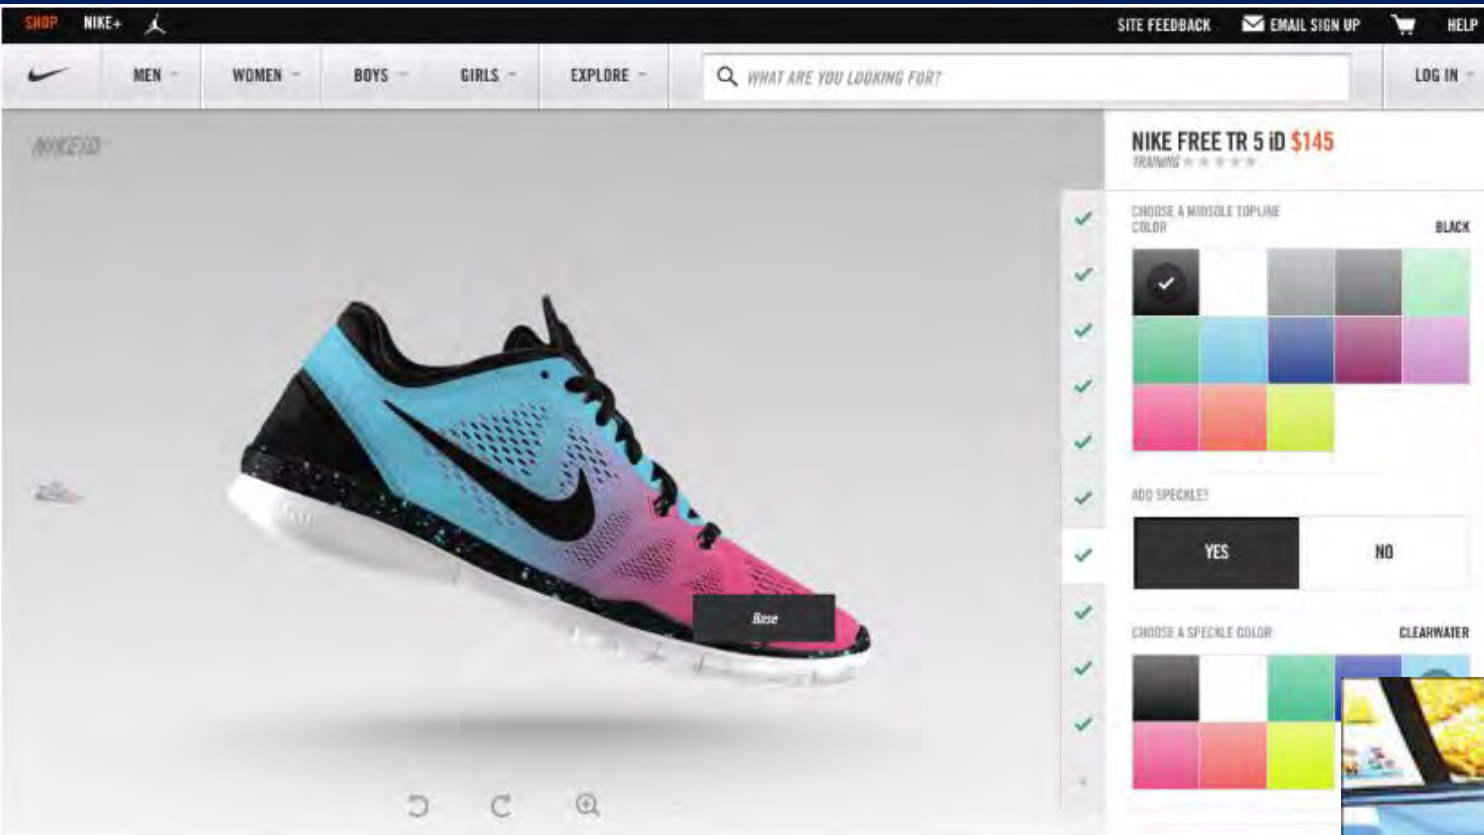 SHOP NIKE+ SITE FEEDBACK EMAIL SIGN UP HELP
MEN WOMEN BOYS GIRLS EXPLORE WHAT ARE YOU LOOKING FOR? LOG IN
NIKEiD
NIKE FREE TR 5 iD $145
TRAINING
CHOOSE A MIDSOLE TOPLINE
COLOR BLACK
ADD SPECKLE?
YES NO
Base
CHOOSE A SPECKLE COLOR CLEARWATER